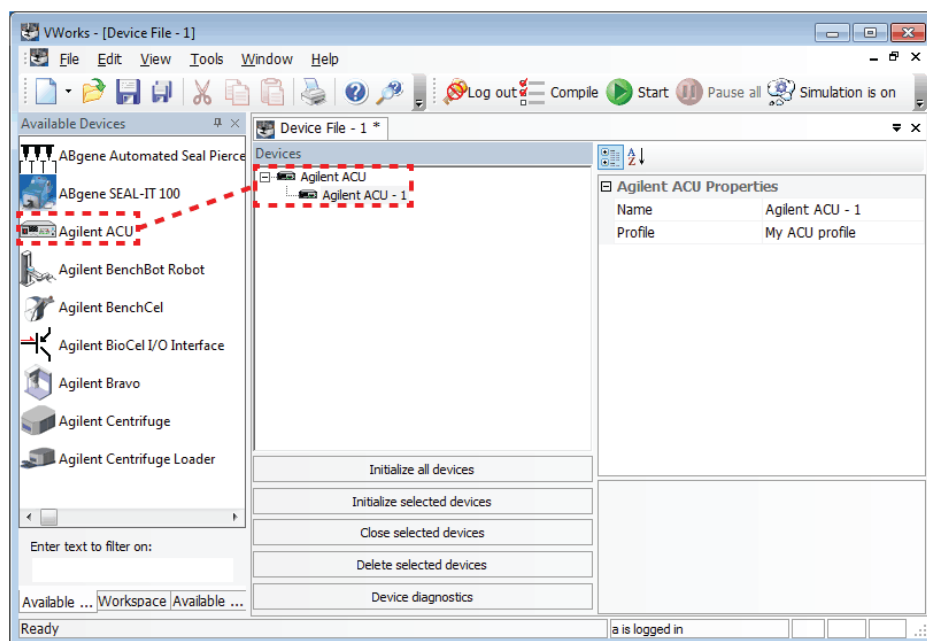 VWorks - [Device File - 1]
File Edit View Tools Window Help
Log out Compile Start Pause all Simulation is on
Available Devices
ABgene Automated Seal Pierce
ABgene SEAL-IT 100
Agilent ACU
Agilent BenchBot Robot
Agilent BenchCel
Agilent BioCel I/O Interface
Agilent Bravo
Agilent Centrifuge
Agilent Centrifuge Loader
Enter text to filter on:
Available ... Workspace Available ...
Device File - 1 *
Devices
Agilent ACU
Agilent ACU - 1
Initialize all devices
Initialize selected devices
Close selected devices
Delete selected devices
Device diagnostics
Agilent ACU Properties
Name Agilent ACU - 1
Profile My ACU profile
Ready
a is logged in